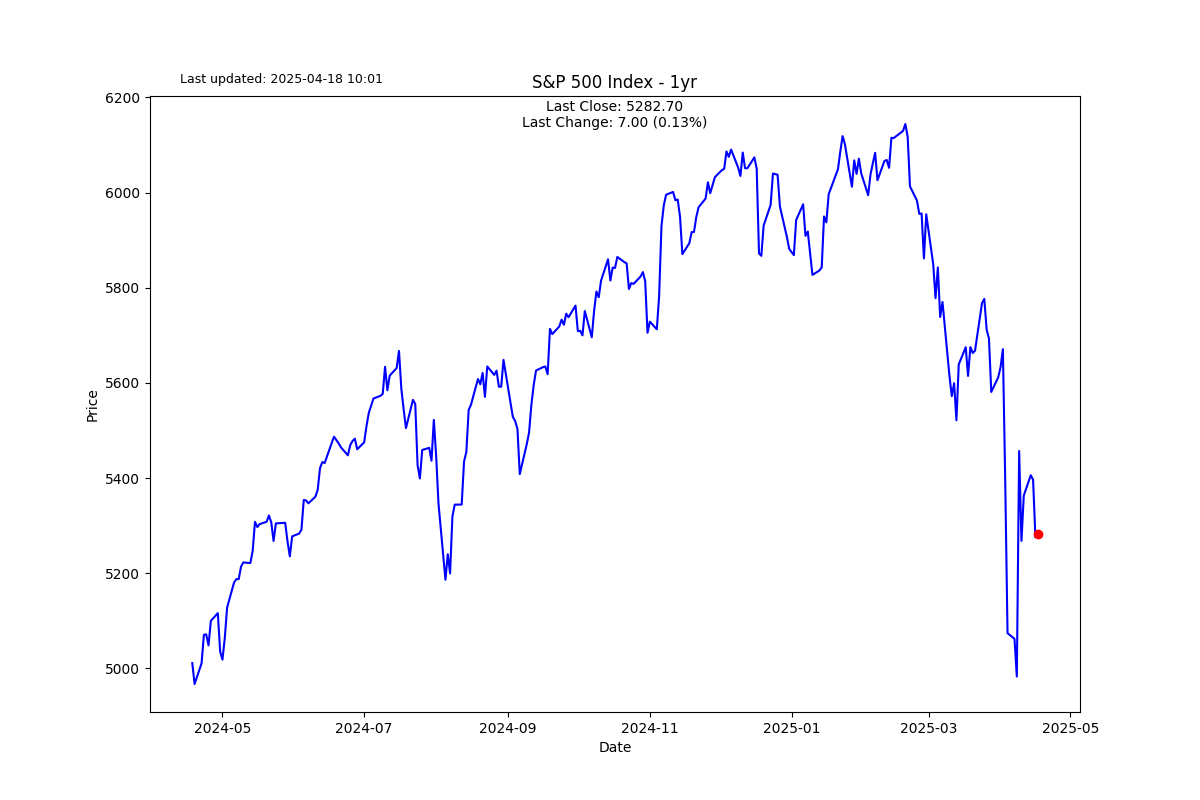 Last updated: 2025-04-18 10:01
S&P 500 Index - 1yr
Last Close: 5282.70
Last Change: 7.00 (0.13%)
Price
6200
6000
5800
5600
5400
5200
5000
2024-05
2024-07
2024-09
2024-11
2025-01
2025-03
2025-05
Date